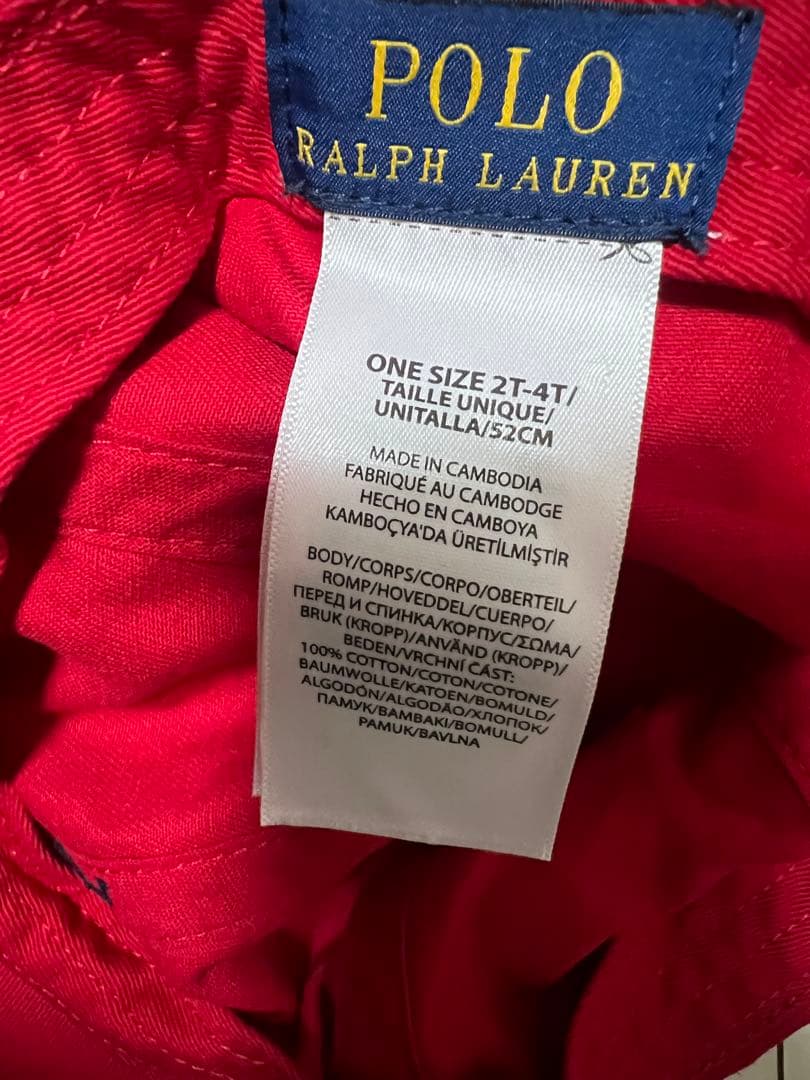 POLO
RALPH LAUREN
ONE SIZE 2T-4T/
TAILLE UNIQUE/
UNITALLA/52CM
MADE IN CAMBODIA
FABRIQUÉ AU CAMBODGE
HECHO EN CAMBOYA
KAMBOÇYA'DA ÜRETİLMİŞTİR
BODY/CORPS/CORPO/OBERTEIL/
ROMP/HOVEDDEL/CUERPO/
ПЕРЕД И СПИНКА/КОРПУС/ΣΩΜΑ/
BRUK (KROPP)/ANVÄND (KROPP)/
BEDEN/VRCHNÍ ČÁST:
100% COTTON/COTON/COTONE/
BAUMWOLLE/KATOEN/BOMULD/
ALGODÓN/ALGODÃO/ХЛОПОК/
ПАМУК/ΒΑΜΒΑΚΙ/BOMULL/
PAMUK/BAVLNA